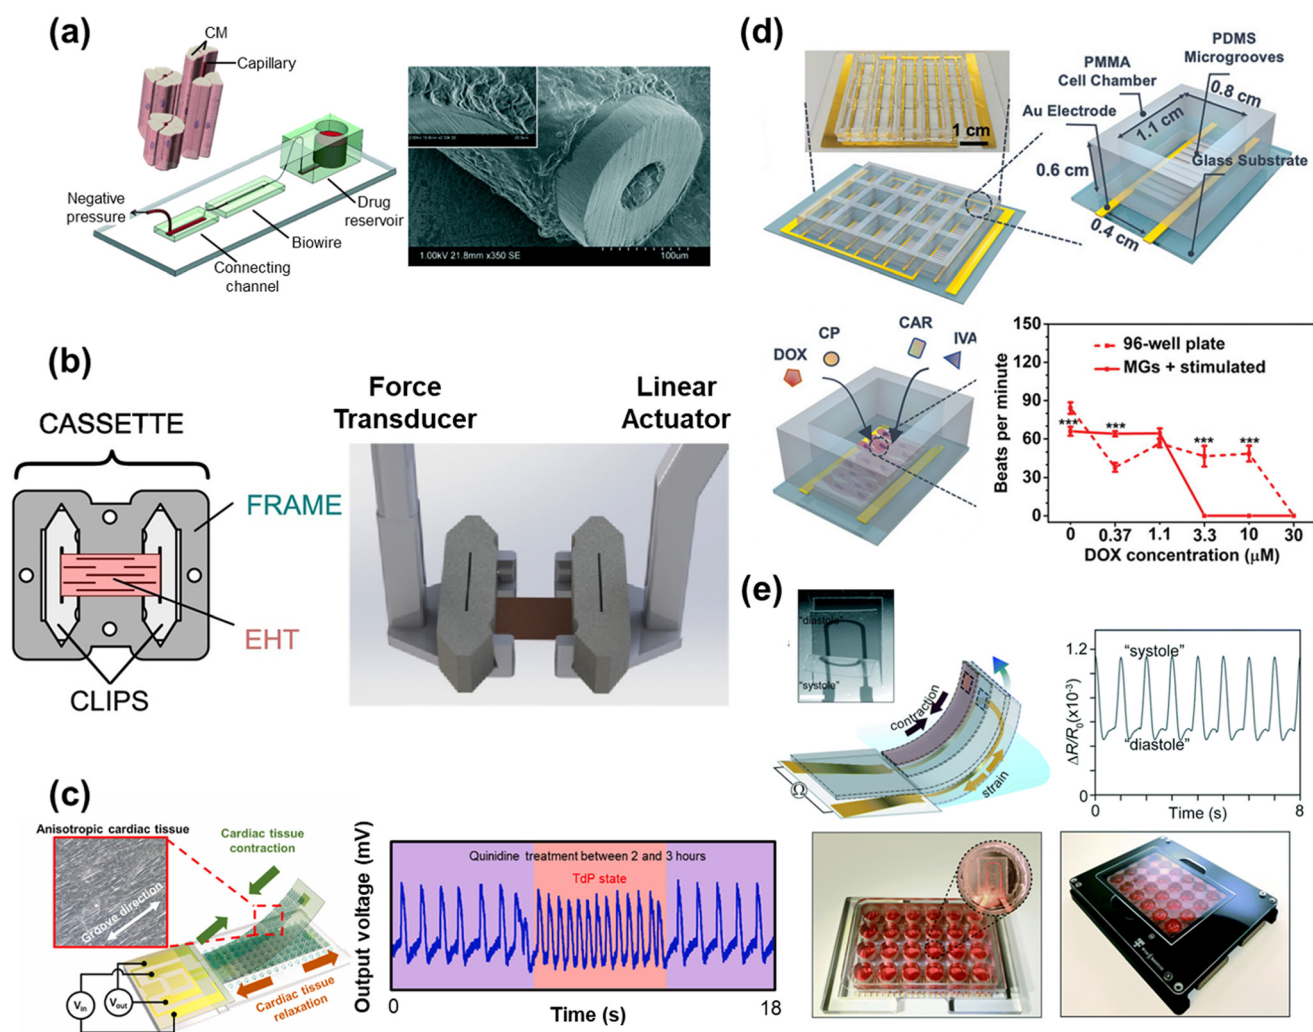 (a)
CM
Capillary
Negative
pressure
Drug
reservoir
Biowire
Connecting
channel
1.00kV 21.8mm x350 SE
100um
(b)
CASSETTE
FRAME
EHT
CLIPS
Force
Transducer
Linear
Actuator
(c)
Anisotropic cardiac tissue
Groove direction
Cardiac tissue
contraction
Cardiac tissue
relaxation
Vin
Vout
Output voltage (mV)
Quinidine treatment between 2 and 3 hours
TdP state
0
18
Time (s)
(d)
1 cm
PDMS
Microgrooves
PMMA
Cell Chamber
0.8 cm
1.1 cm
Au Electrode
Glass Substrate
0.6 cm
0.4 cm
DOX
CP
CAR
IVA
Beats per minute
150
120
90
60
30
0
96-well plate
MGs + stimulated
***
***
***
***
0
0.37
1.1
3.3
10
30
DOX concentration (μM)
(e)
"diastole"
"systole"
contraction
strain
Ω
ΔR/R0(x10-3)
1.2
0.6
0
"systole"
"diastole"
0
4
8
Time (s)